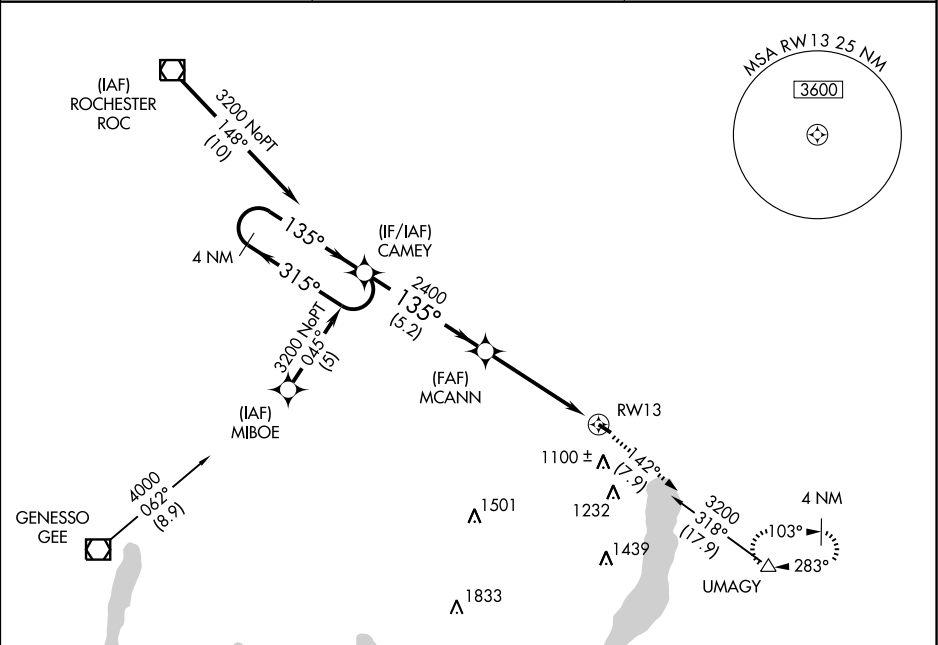 MSA RW13 25 NM
3600
(IAF)
ROCHESTER
ROC
3200 NoPT
148°
(10)
4 NM
135°
315°
(IF/IAF)
CAMEY
2400
135°
(5.2)
3200 NoPT
045°
(5)
(IAF)
MIBOE
(FAF)
MCANN
RW13
1100 ±
142°
(7.9)
4000
062°
(8.9)
GENESSO
GEE
1501
1232
3200
318°
(17.9)
4 NM
103°
283°
1439
UMAGY
1833